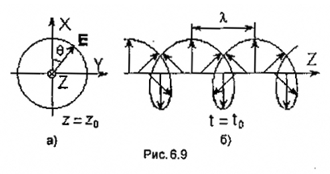 X
θ
E
Y
Z
z = z₀
а)
λ
Z
t = t₀
б)
Рис. 6.9